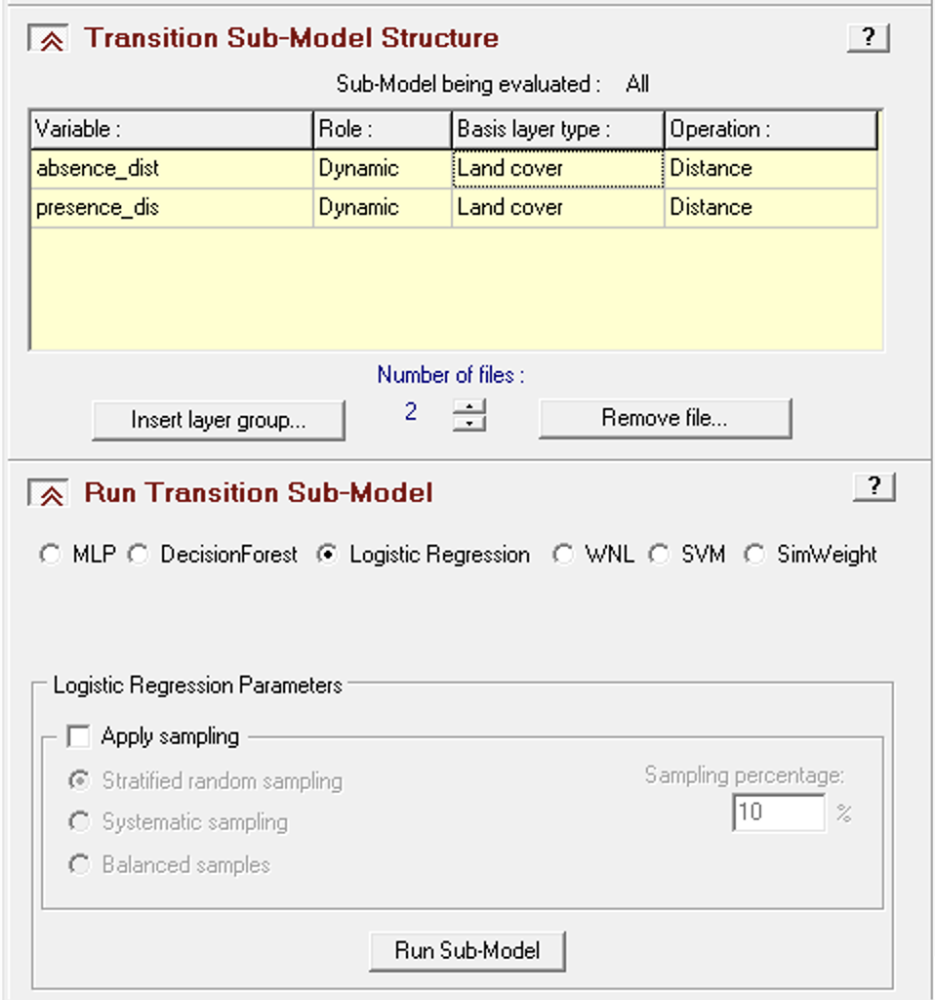 Transition Sub-Model Structure
?
Sub-Model being evaluated : All
Variable : Role : Basis layer type : Operation :
absence_dist Dynamic Land cover Distance
presence_dis Dynamic Land cover Distance
Number of files :
Insert layer group... 2 Remove file...
Run Transition Sub-Model
?
MLP DecisionForest Logistic Regression WNL SVM SimWeight
Logistic Regression Parameters
Apply sampling
Stratified random sampling
Sampling percentage:
Systematic sampling
10 %
Balanced samples
Run Sub-Model